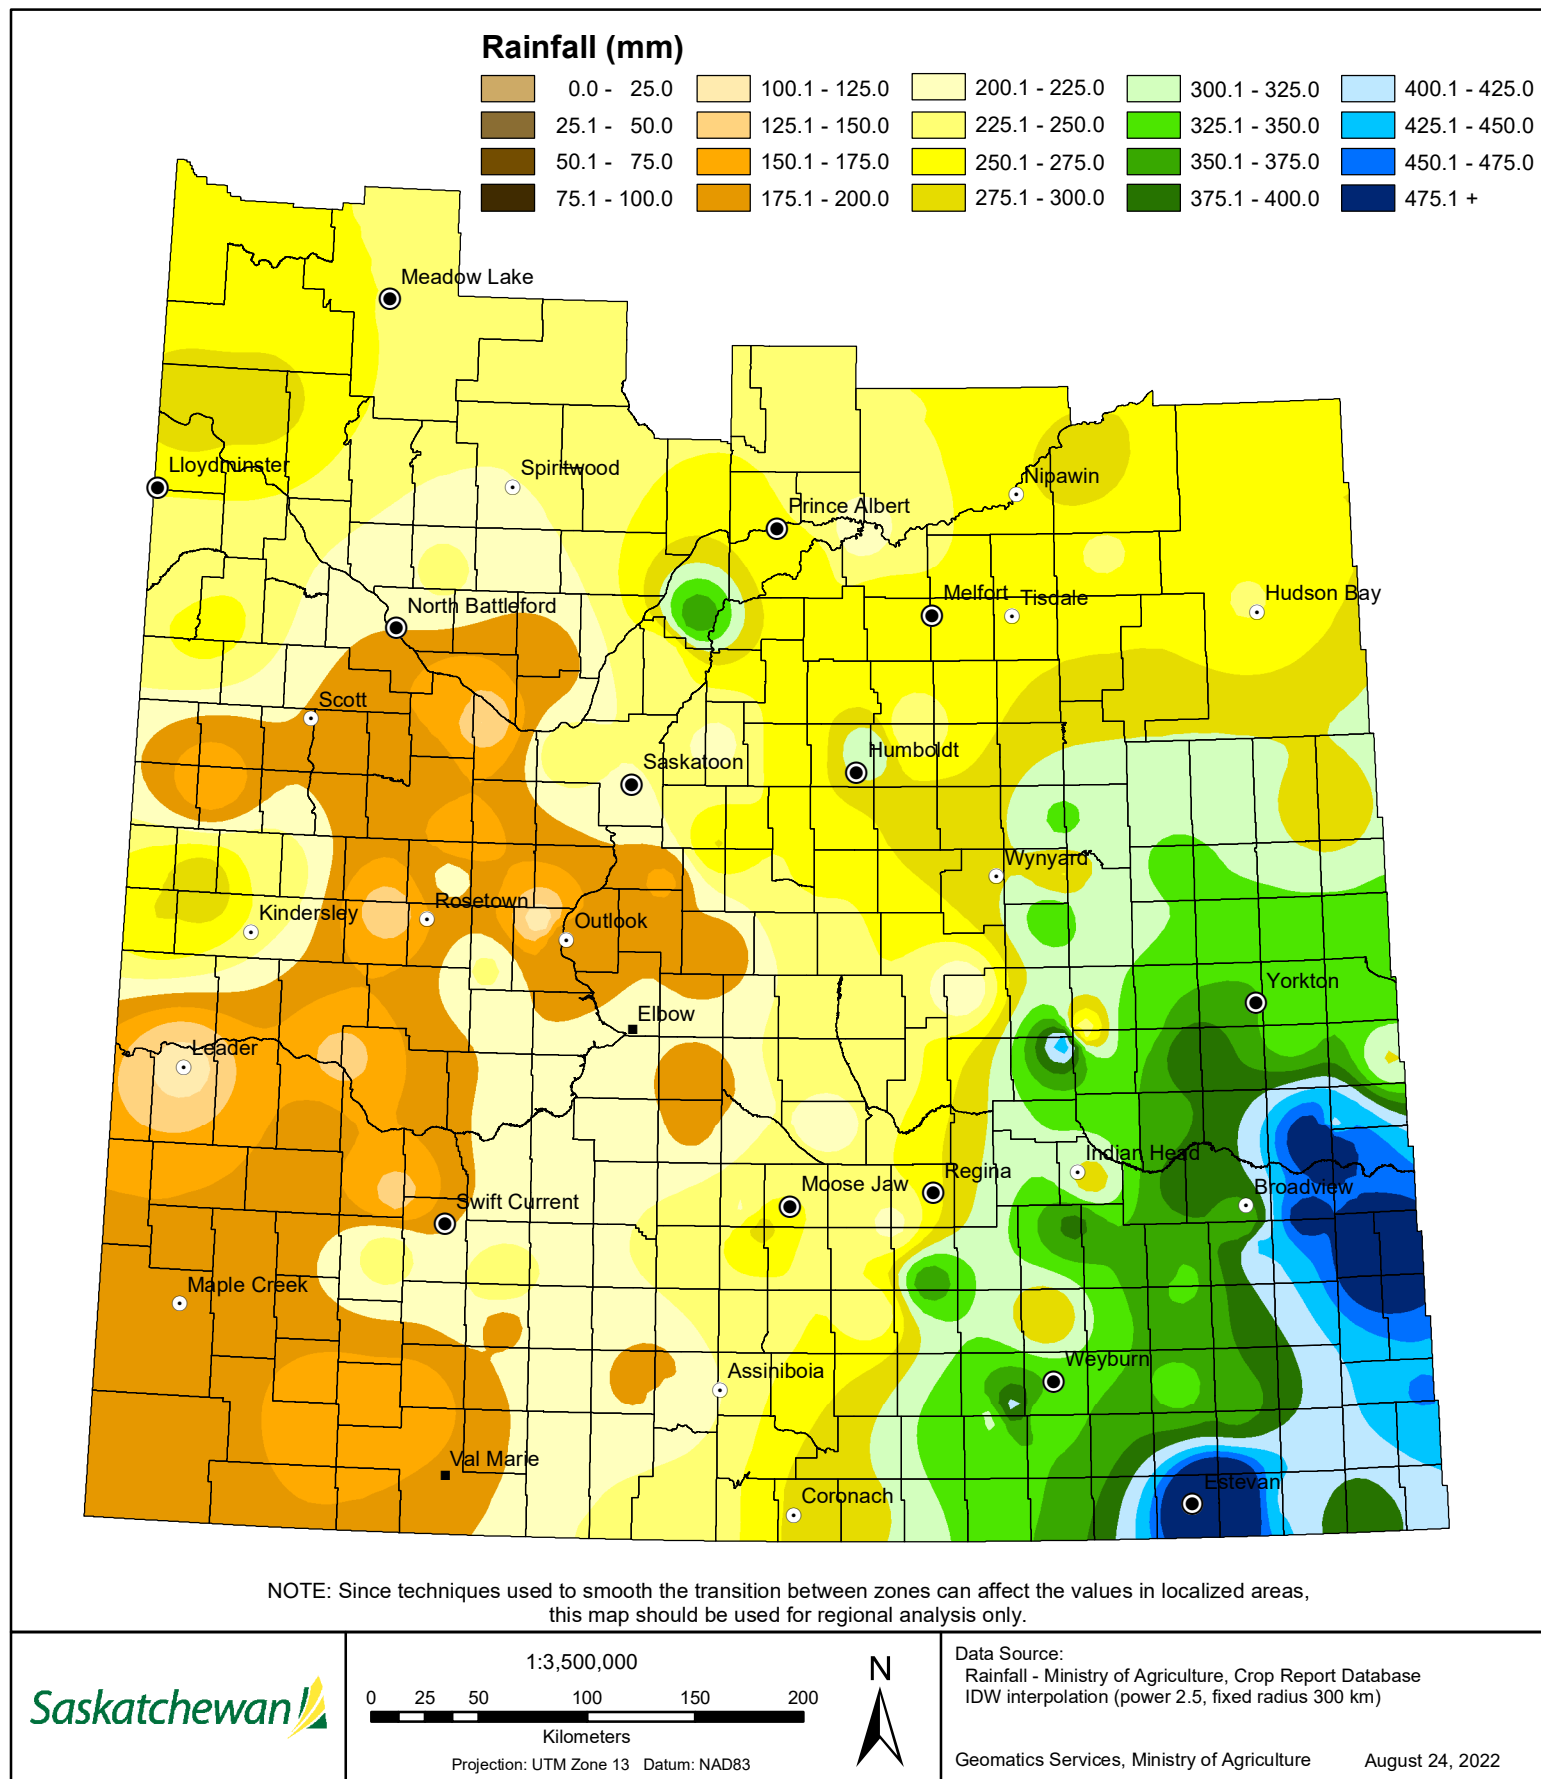 Rainfall (mm)
0.0 - 25.0
25.1 - 50.0
50.1 - 75.0
75.1 - 100.0
100.1 - 125.0
125.1 - 150.0
150.1 - 175.0
175.1 - 200.0
200.1 - 225.0
225.1 - 250.0
250.1 - 275.0
275.1 - 300.0
300.1 - 325.0
325.1 - 350.0
350.1 - 375.0
375.1 - 400.0
400.1 - 425.0
425.1 - 450.0
450.1 - 475.0
475.1 +
Meadow Lake
Lloydminster
Spiritwood
Nipawin
Prince Albert
North Battleford
Melfort
Tisdale
Hudson Bay
Scott
Saskatoon
Humboldt
Wynyard
Kindersley
Rosetown
Outlook
Yorkton
Elbow
Leader
Indian Head
Regina
Moose Jaw
Broadview
Swift Current
Maple Creek
Weyburn
Assiniboia
Val Marie
Coronach
Estevan
NOTE: Since techniques used to smooth the transition between zones can affect the values in localized areas,
this map should be used for regional analysis only.
Saskatchewan
1:3,500,000
0 25 50 100 150 200
Kilometers
Projection: UTM Zone 13 Datum: NAD83
N
Data Source:
Rainfall - Ministry of Agriculture, Crop Report Database
IDW interpolation (power 2.5, fixed radius 300 km)
Geomatics Services, Ministry of Agriculture August 24, 2022